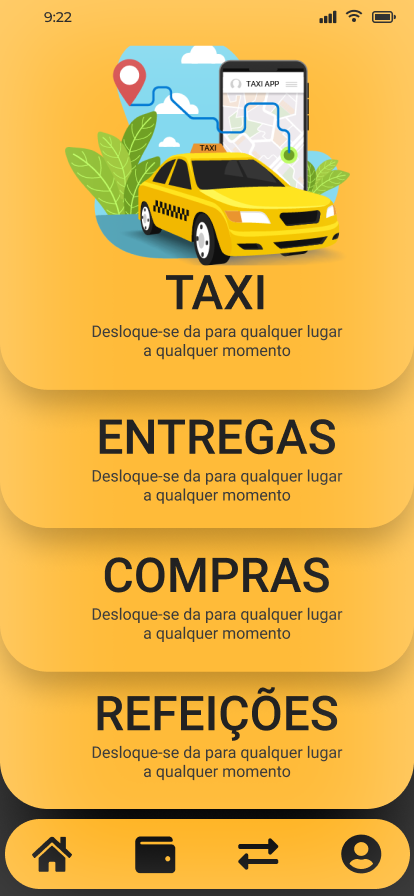 9:22
TAXI APP
TAXI
TAXI
Desloque-se da para qualquer lugar
a qualquer momento
ENTREGAS
Desloque-se da para qualquer lugar
a qualquer momento
COMPRAS
Desloque-se da para qualquer lugar
a qualquer momento
REFEIÇÕES
Desloque-se da para qualquer lugar
a qualquer momento